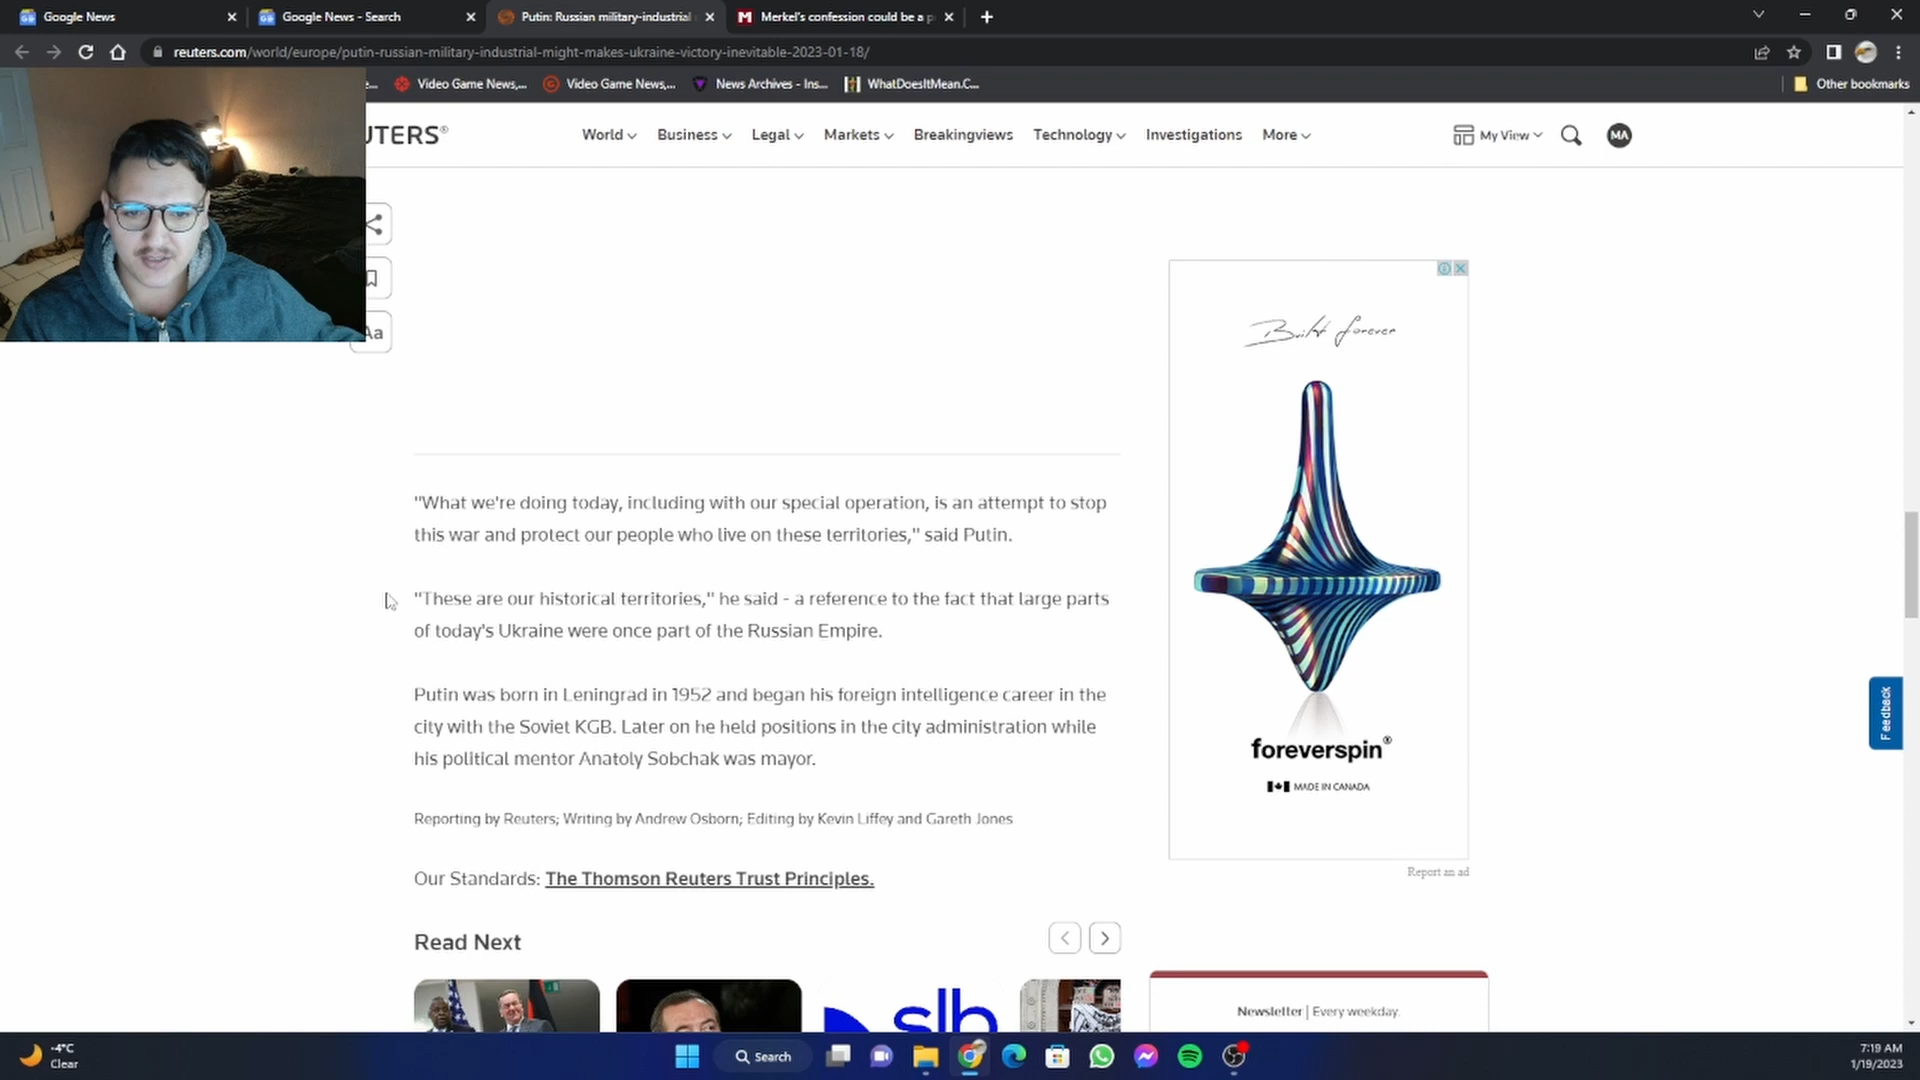 Google News
Google News - Search
Putin: Russian military-industrial
Merkel's confession could be a p
reuters.com/world/europe/putin-russian-military-industrial-might-makes-ukraine-victory-inevitable-2023-01-18/
e...
Video Game News,...
Video Game News,...
News Archives - Ins...
WhatDoesItMean.C...
Other bookmarks
UTERS®
World
Business
Legal
Markets
Breakingviews
Technology
Investigations
More
My View
MA
Aa
Built forever
foreverspin®
MADE IN CANADA
Report an ad
Feedback
"What we're doing today, including with our special operation, is an attempt to stop
this war and protect our people who live on these territories," said Putin.
"These are our historical territories," he said - a reference to the fact that large parts
of today's Ukraine were once part of the Russian Empire.
Putin was born in Leningrad in 1952 and began his foreign intelligence career in the
city with the Soviet KGB. Later on he held positions in the city administration while
his political mentor Anatoly Sobchak was mayor.
Reporting by Reuters; Writing by Andrew Osborn; Editing by Kevin Liffey and Gareth Jones
Our Standards: The Thomson Reuters Trust Principles.
Read Next
slb
Newsletter | Every weekday.
-4°C
Clear
Search
7:19 AM
1/19/2023